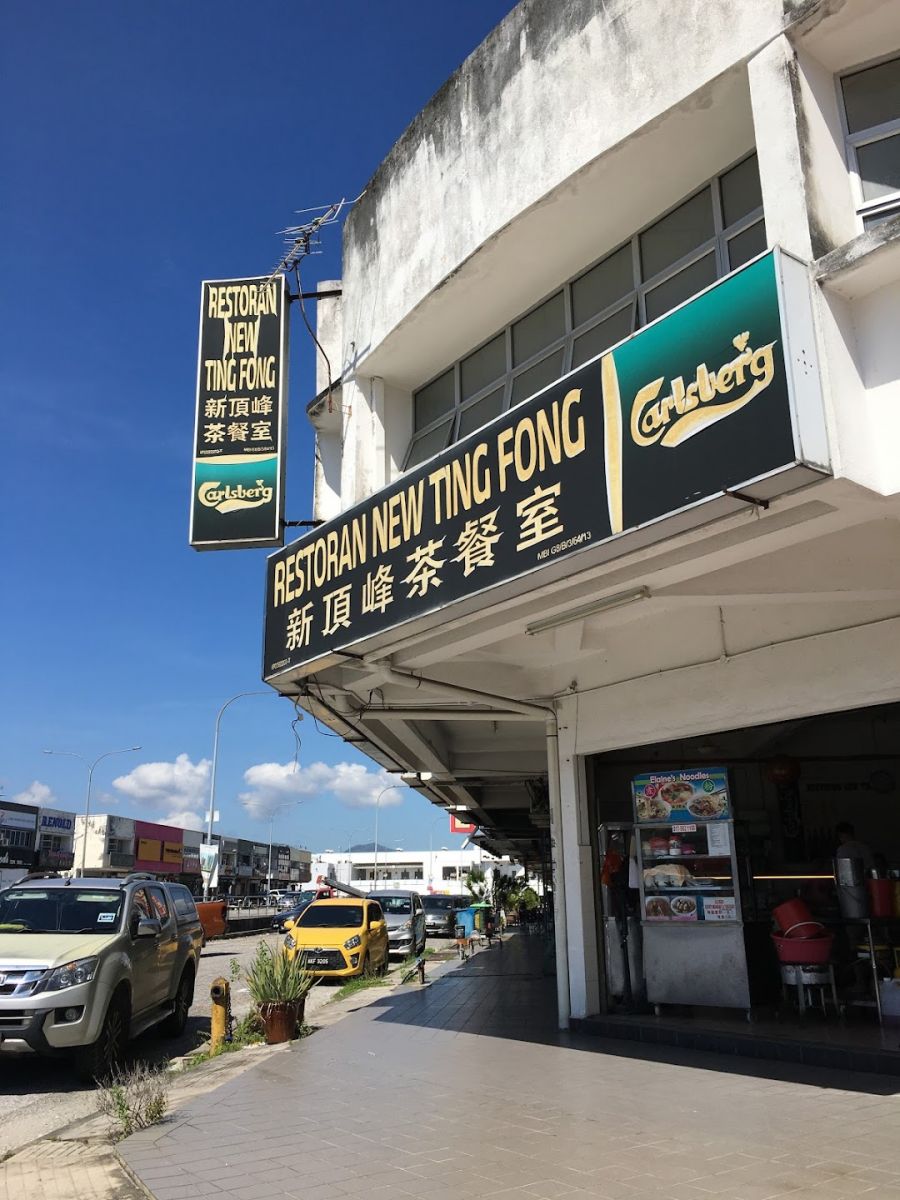 RESTORAN
NEW
TING FONG
新頂峰
茶餐室
Carlsberg
RESTORAN NEW TING FONG
新頂峰茶餐室
Carlsberg
Elaine's Noodles
RENOLD